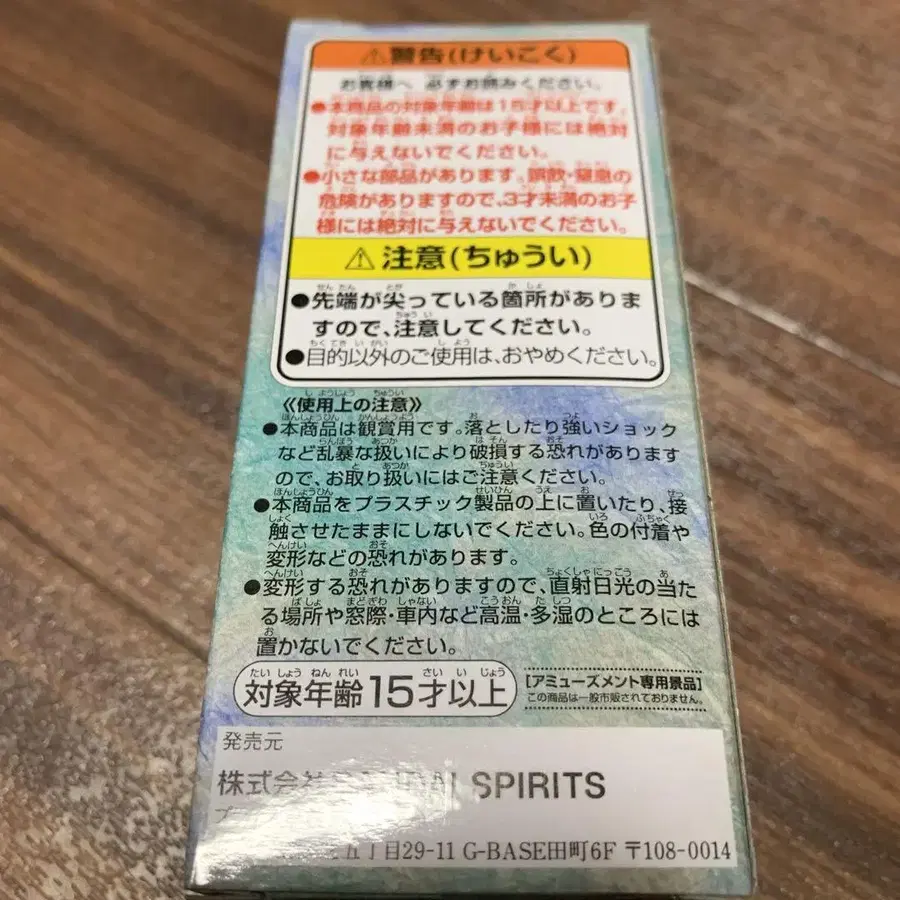 ⚠警告(けいこく)
お客様へ 必ずお読みください。
●本商品の対象年齢は15才以上です。
対象年齢未満のお子様には絶対
に与えないでください。
●小さな部品があります。誤飲・窒息の
危険がありますので、3才未満のお子
様には絶対に与えないでください。
⚠注意(ちゅうい)
●先端が尖っている箇所がありま
すので、注意してください。
●目的以外のご使用は、おやめください。
《使用上の注意》
●本商品は観賞用です。落としたり強いショック
など乱暴な扱いにより破損する恐れがあります
ので、お取り扱いにはご注意ください。
●本商品をプラスチック製品の上に置いたり、接
触させたままにしないでください。色の付着や
変形などの恐れがあります。
●変形する恐れがありますので、直射日光の当た
る場所や窓際・車内など高温・多湿のところには
置かないでください。
たいしょうねんれい さいいじょう
対象年齢15才以上
[アミューズメント専用景品]
この商品は一般市販されておりません。
発売元
株式会 SPIRITS
五丁目29-11 G-BASE田町6F 〒108-0014